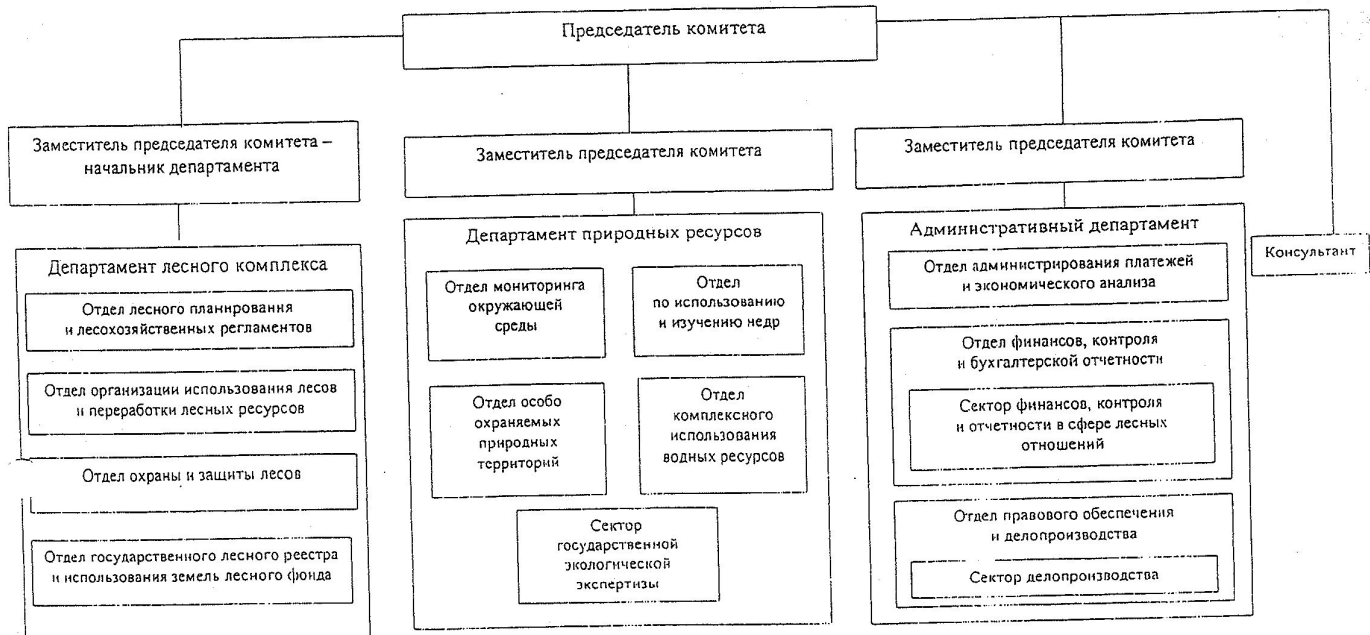 Председатель комитета
Заместитель председателя комитета –
начальник департамента
Заместитель председателя комитета
Заместитель председателя комитета
Департамент лесного комплекса
Отдел лесного планирования
и лесохозяйственных регламентов
Отдел организации использования лесов
и переработки лесных ресурсов
Отдел охраны и защиты лесов
Отдел государственного лесного реестра
и использования земель лесного фонда
Департамент природных ресурсов
Отдел мониторинга
окружающей
среды
Отдел
по использованию
и изучению недр
Отдел особо
охраняемых
природных
территорий
Отдел
комплексного
использования
водных ресурсов
Сектор
государственной
экологической
экспертизы
Административный департамент
Отдел администрирования платежей
и экономического анализа
Отдел финансов, контроля
и бухгалтерской отчетности
Сектор финансов, контроля
и отчетности в сфере лесных
отношений
Отдел правового обеспечения
и делопроизводства
Сектор делопроизводства
Консультант